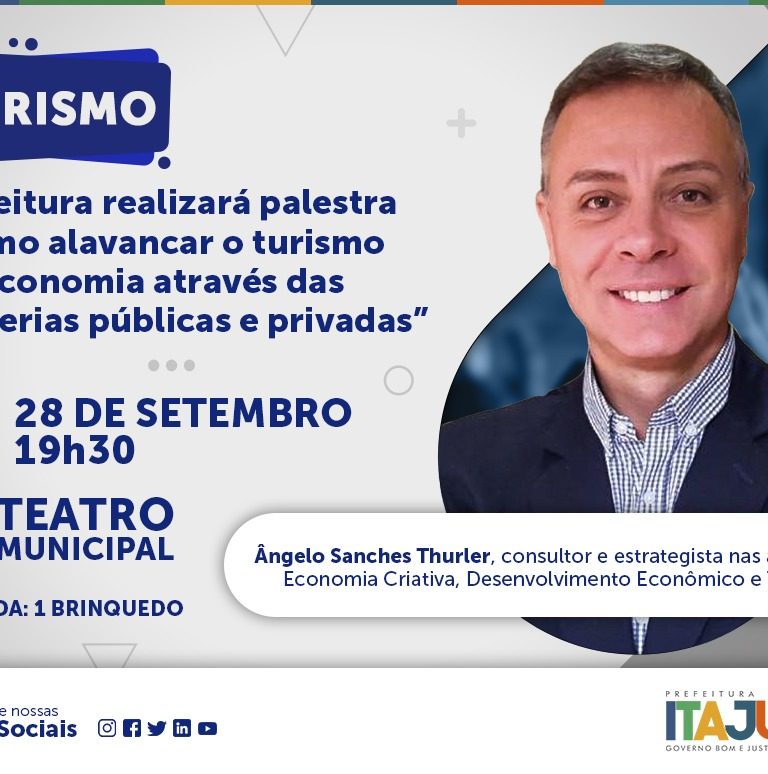 RISMO
eitura realizará palestra
mo alavancar o turismo
conomia através das
erias públicas e privadas”
28 DE SETEMBRO
19h30
TEATRO
MUNICIPAL
DA: 1 BRINQUEDO
Ângelo Sanches Thurler, consultor e estrategista nas
Economia Criativa, Desenvolvimento Econômico e
e nossas
Sociais
PREFEITURA
ITAJU
GOVERNO BOM E JUST